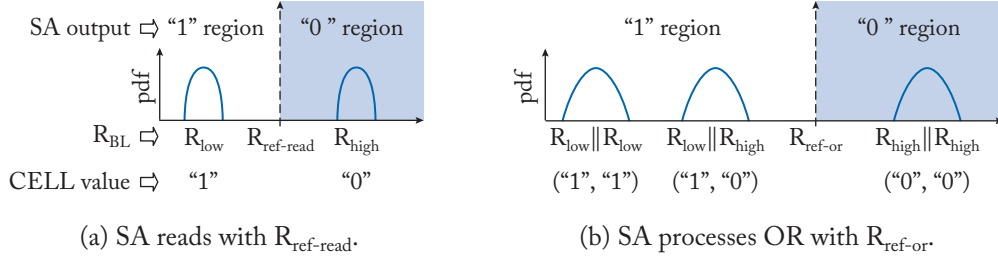 SA output ⇨ “1” region “0 ” region
pdf
R_BL ⇨ R_low R_ref-read R_high
CELL value ⇨ “1” “0”
(a) SA reads with R_ref-read.
“1” region “0” region
pdf
R_low||R_low R_low||R_high R_ref-or R_high||R_high
(“1”, “1”) (“1”, “0”) (“0”, “0”)
(b) SA processes OR with R_ref-or.